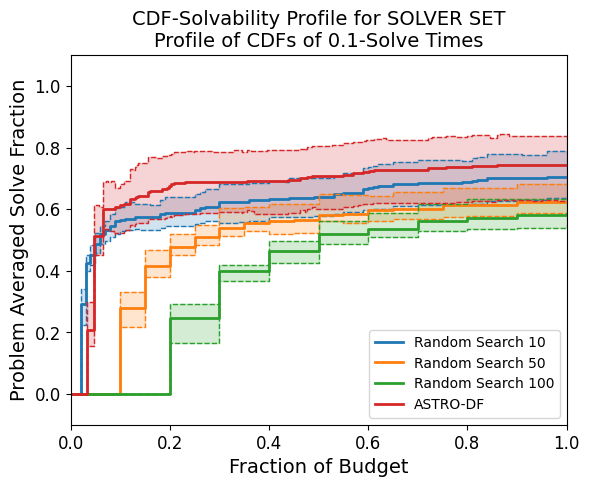 CDF-Solvability Profile for SOLVER SET
Profile of CDFs of 0.1-Solve Times
Problem Averaged Solve Fraction
1.0
0.8
0.6
0.4
0.2
0.0
Random Search 10
Random Search 50
Random Search 100
ASTRO-DF
0.0 0.2 0.4 0.6 0.8 1.0
Fraction of Budget